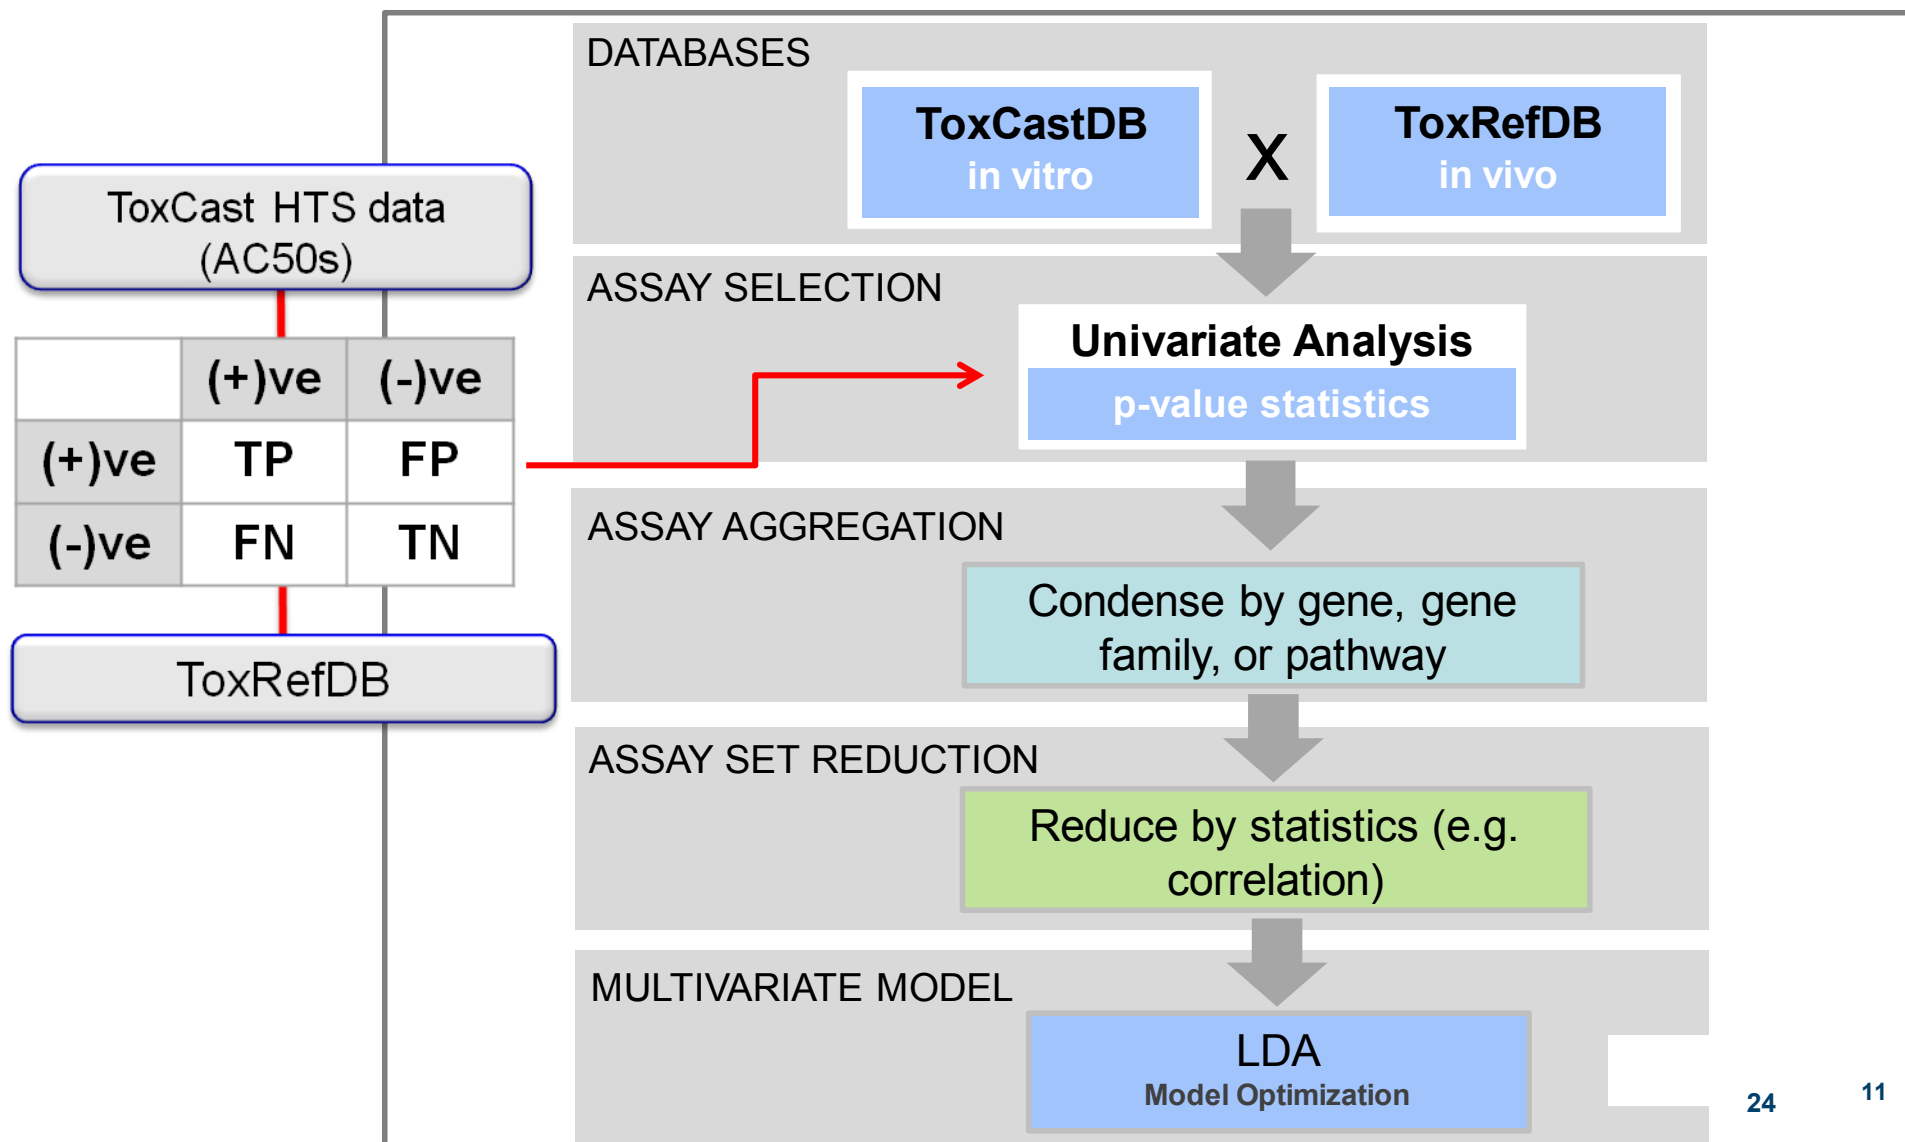 DATABASES
ToxCastDB
in vitro
X
ToxRefDB
in vivo
ToxCast HTS data
(AC50s)
(+)ve (-)ve
(+)ve TP FP
(-)ve FN TN
ToxRefDB
ASSAY SELECTION
Univariate Analysis
p-value statistics
ASSAY AGGREGATION
Condense by gene, gene
family, or pathway
ASSAY SET REDUCTION
Reduce by statistics (e.g.
correlation)
MULTIVARIATE MODEL
LDA
Model Optimization
24
11